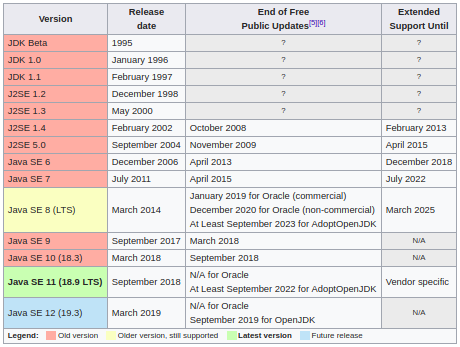 Version Release date End of Free Public Updates[5][6] Extended Support Until
JDK Beta 1995 ? ?
JDK 1.0 January 1996 ? ?
JDK 1.1 February 1997 ? ?
J2SE 1.2 December 1998 ? ?
J2SE 1.3 May 2000 ? ?
J2SE 1.4 February 2002 October 2008 February 2013
J2SE 5.0 September 2004 November 2009 April 2015
Java SE 6 December 2006 April 2013 December 2018
Java SE 7 July 2011 April 2015 July 2022
Java SE 8 (LTS) March 2014 January 2019 for Oracle (commercial)
December 2020 for Oracle (non-commercial)
At Least September 2023 for AdoptOpenJDK March 2025
Java SE 9 September 2017 March 2018 N/A
Java SE 10 (18.3) March 2018 September 2018 N/A
Java SE 11 (18.9 LTS) September 2018 N/A for Oracle
At Least September 2022 for AdoptOpenJDK Vendor specific
Java SE 12 (19.3) March 2019 N/A for Oracle
September 2019 for OpenJDK N/A
Legend: Old version Older version, still supported Latest version Future release